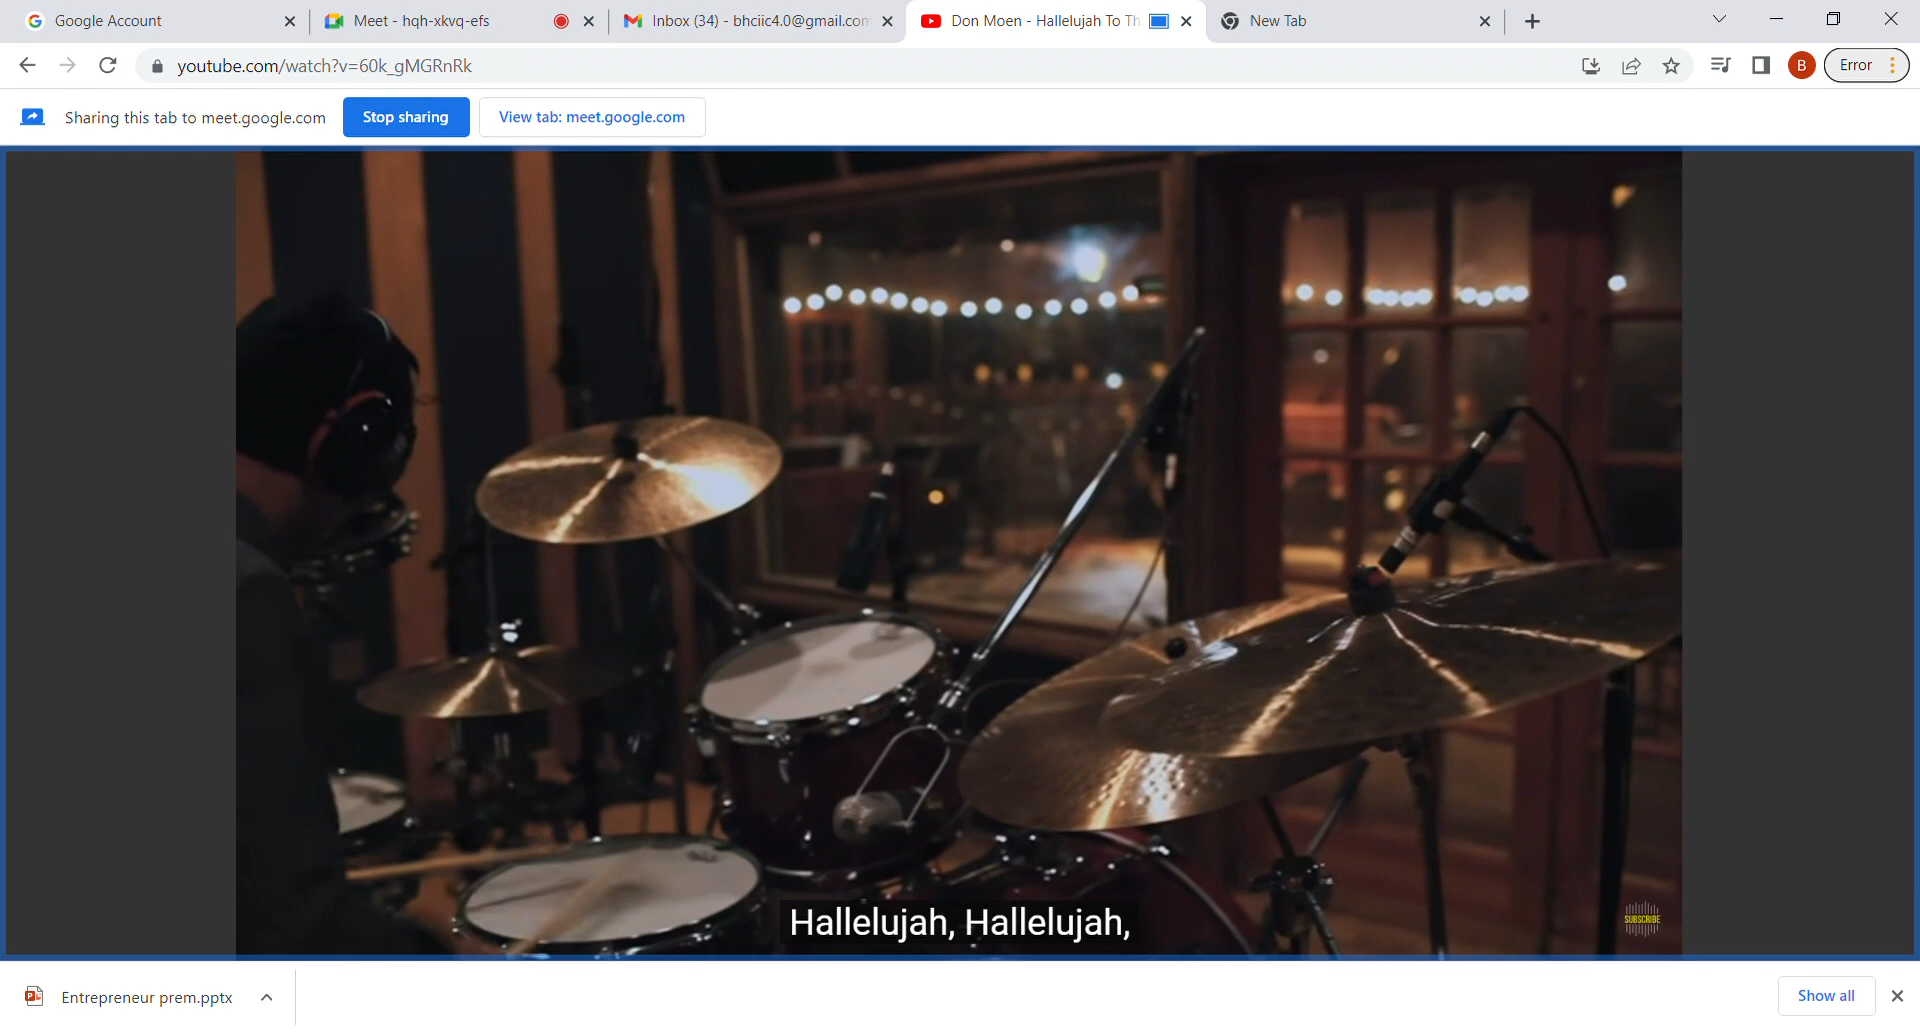 Google Account
Meet - hqh-xkvq-efs
Inbox (34) - bhciic4.0@gmail.com
Don Moen - Hallelujah To Th
New Tab
youtube.com/watch?v=60k_gMGRnRk
B
Error
Sharing this tab to meet.google.com
Stop sharing
View tab: meet.google.com
SUBSCRIBE
Hallelujah, Hallelujah,
Entrepreneur prem.pptx
Show all